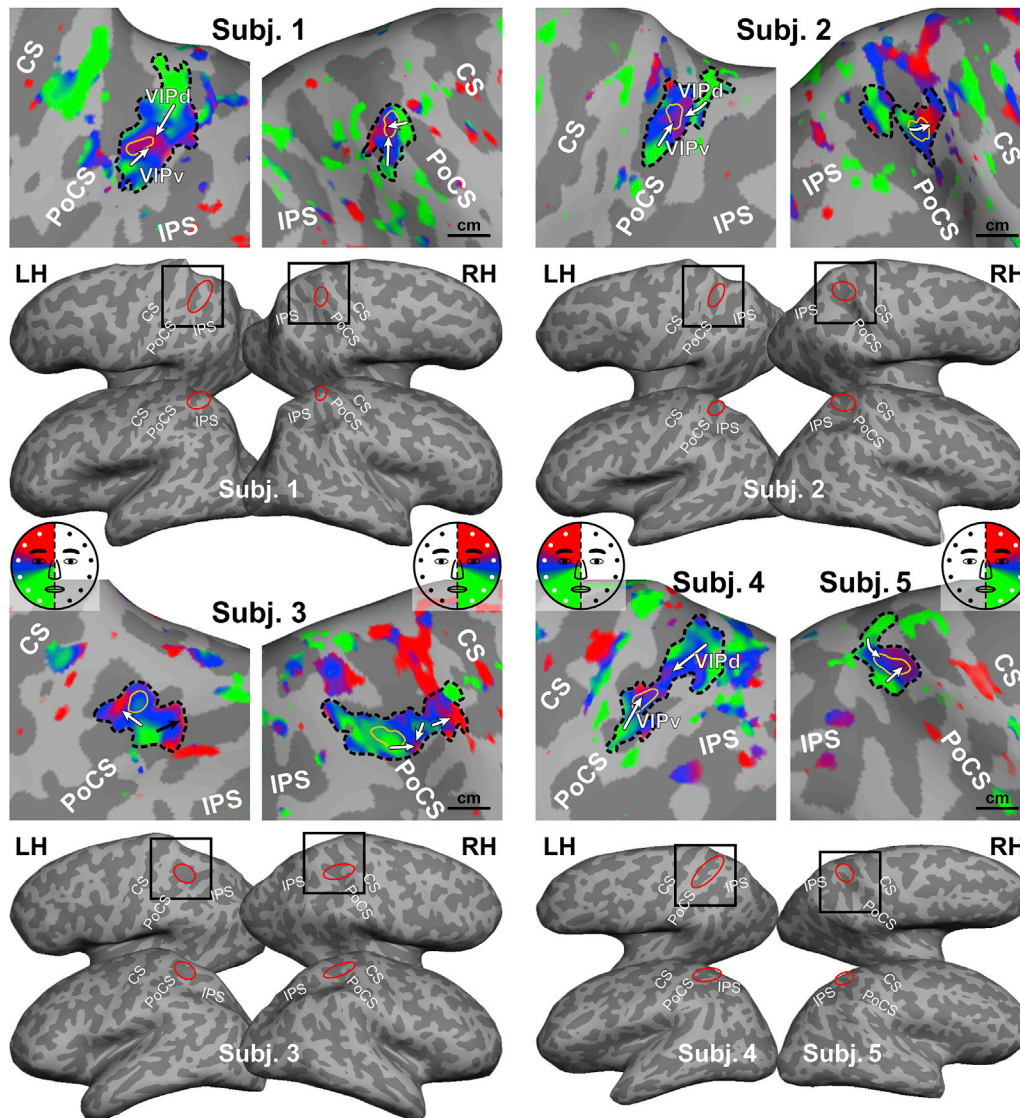 Subj. 1
CS
VIPd
VIPv
PoCS
IPS
CS
PoCS
IPS
cm
Subj. 2
CS
VIPd
VIPv
PoCS
IPS
CS
IPS
PoCS
cm
LH
RH
CS
PoCS
IPS
IPS
PoCS
CS
CS
PoCS
IPS
IPS
PoCS
CS
Subj. 1
LH
RH
CS
PoCS
IPS
IPS
PoCS
CS
CS
PoCS
IPS
IPS
PoCS
CS
Subj. 2
Subj. 3
CS
PoCS
IPS
CS
IPS
PoCS
cm
Subj. 4
Subj. 5
CS
VIPd
VIPv
PoCS
IPS
CS
IPS
PoCS
cm
LH
RH
CS
PoCS
IPS
IPS
PoCS
CS
CS
PoCS
IPS
IPS
PoCS
CS
Subj. 3
LH
RH
CS
PoCS
IPS
IPS
PoCS
CS
PoCS
IPS
CS
IPS
PoCS
Subj. 4
Subj. 5